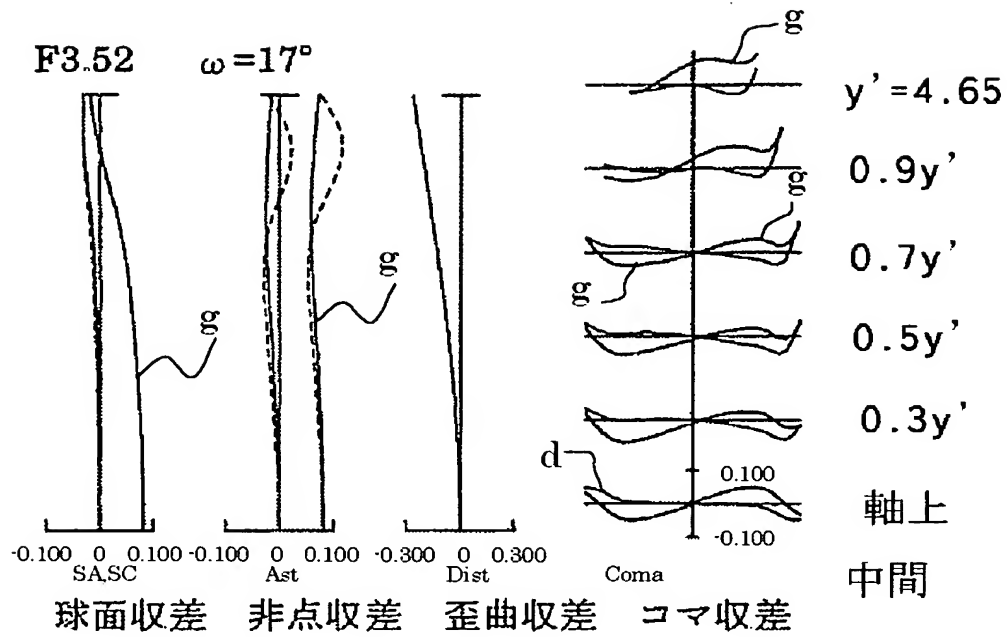 F3.52 ω=17°
g
y'=4.65
0.9y'
g
0.7y'
g
g
g
0.5y'
0.3y'
d
0.100
軸上
-0.100
-0.100 0 0.100 -0.100 0 0.100 -0.300 0 0.300
SA,SC Ast Dist Coma
中間
球面収差 非点収差 歪曲収差 コマ収差